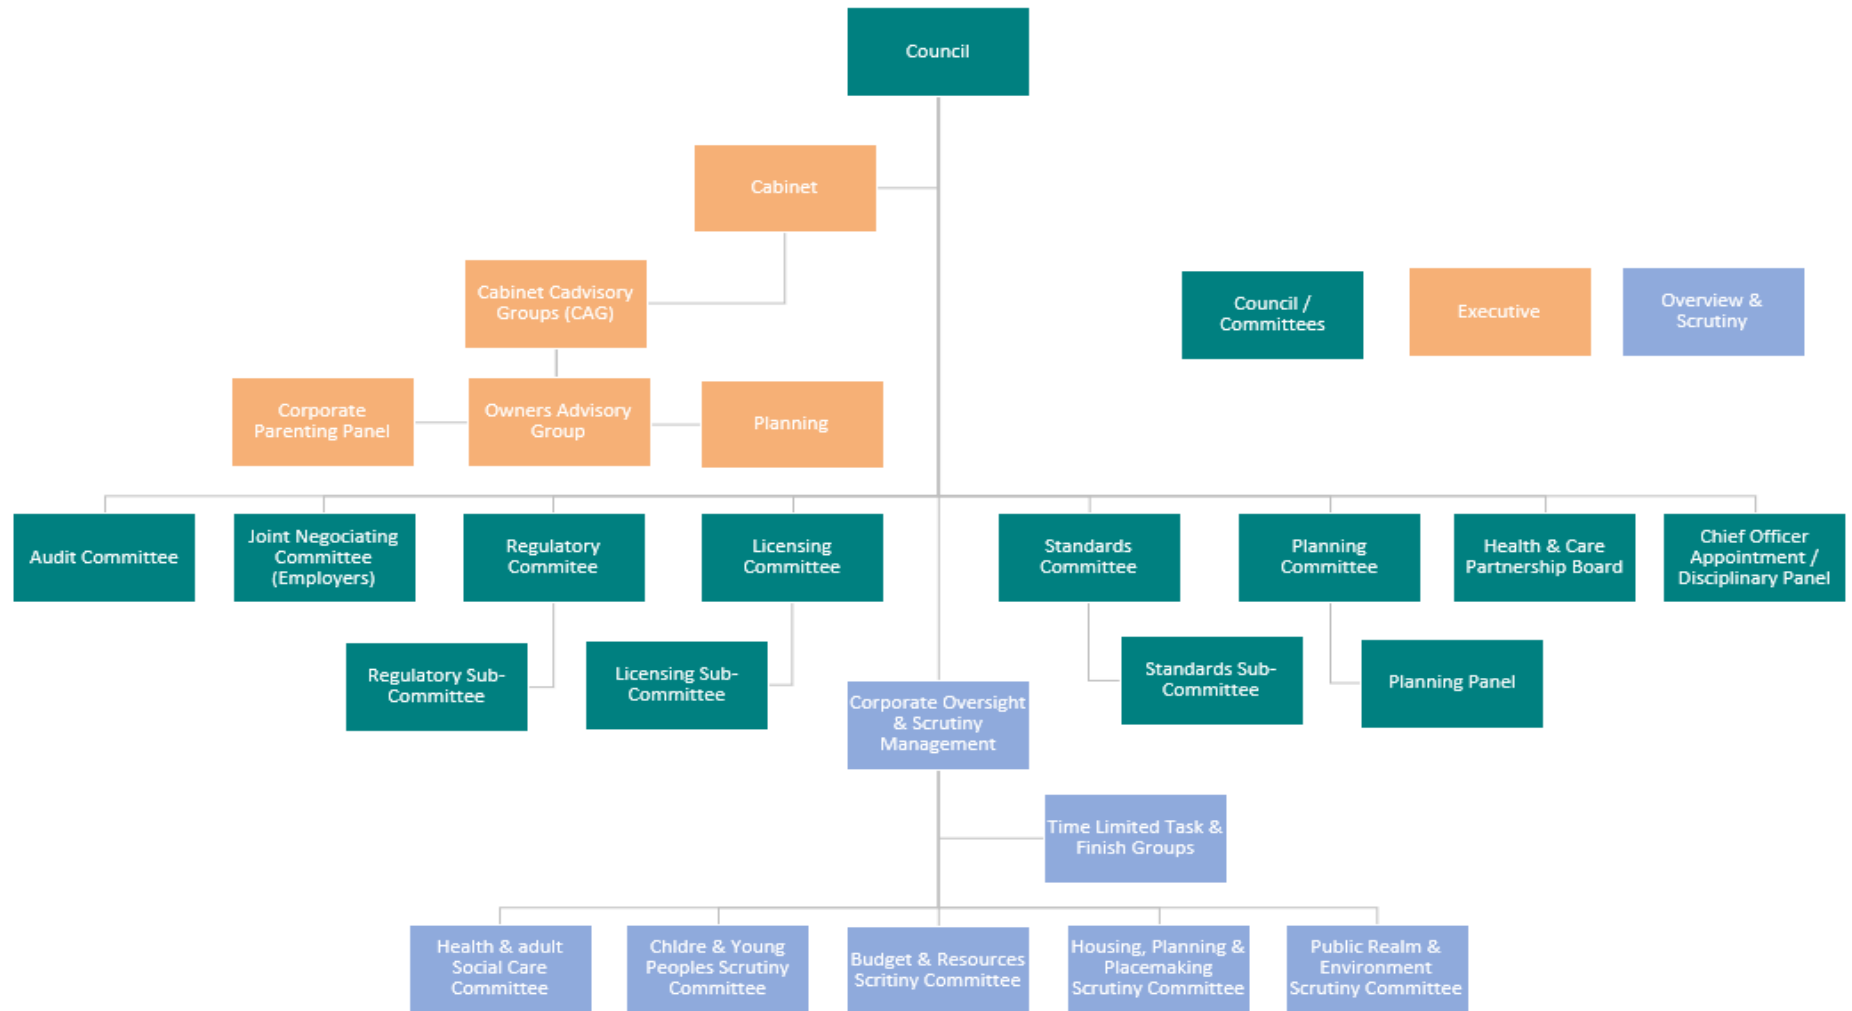 Council
Cabinet
Cabinet Cadvisory
Groups (CAG)
Council /
Committees
Executive
Overview &
Scrutiny
Corporate
Parenting Panel
Owners Advisory
Group
Planning
Audit Committee
Joint Negociating
Committee
(Employers)
Regulatory
Commitee
Licensing
Committee
Standards
Committee
Planning
Committee
Health & Care
Partnership Board
Chief Officer
Appointment /
Disciplinary Panel
Regulatory Sub-
Committee
Licensing Sub-
Committee
Standards Sub-
Committee
Planning Panel
Corporate Oversight
& Scrutiny
Management
Time Limited Task &
Finish Groups
Health & adult
Social Care
Committee
Chldre & Young
Peoples Scrutiny
Committee
Budget & Resources
Scritiny Committee
Housing, Planning &
Placemaking
Scrutiny Committee
Public Realm &
Environment
Scrutiny Committee